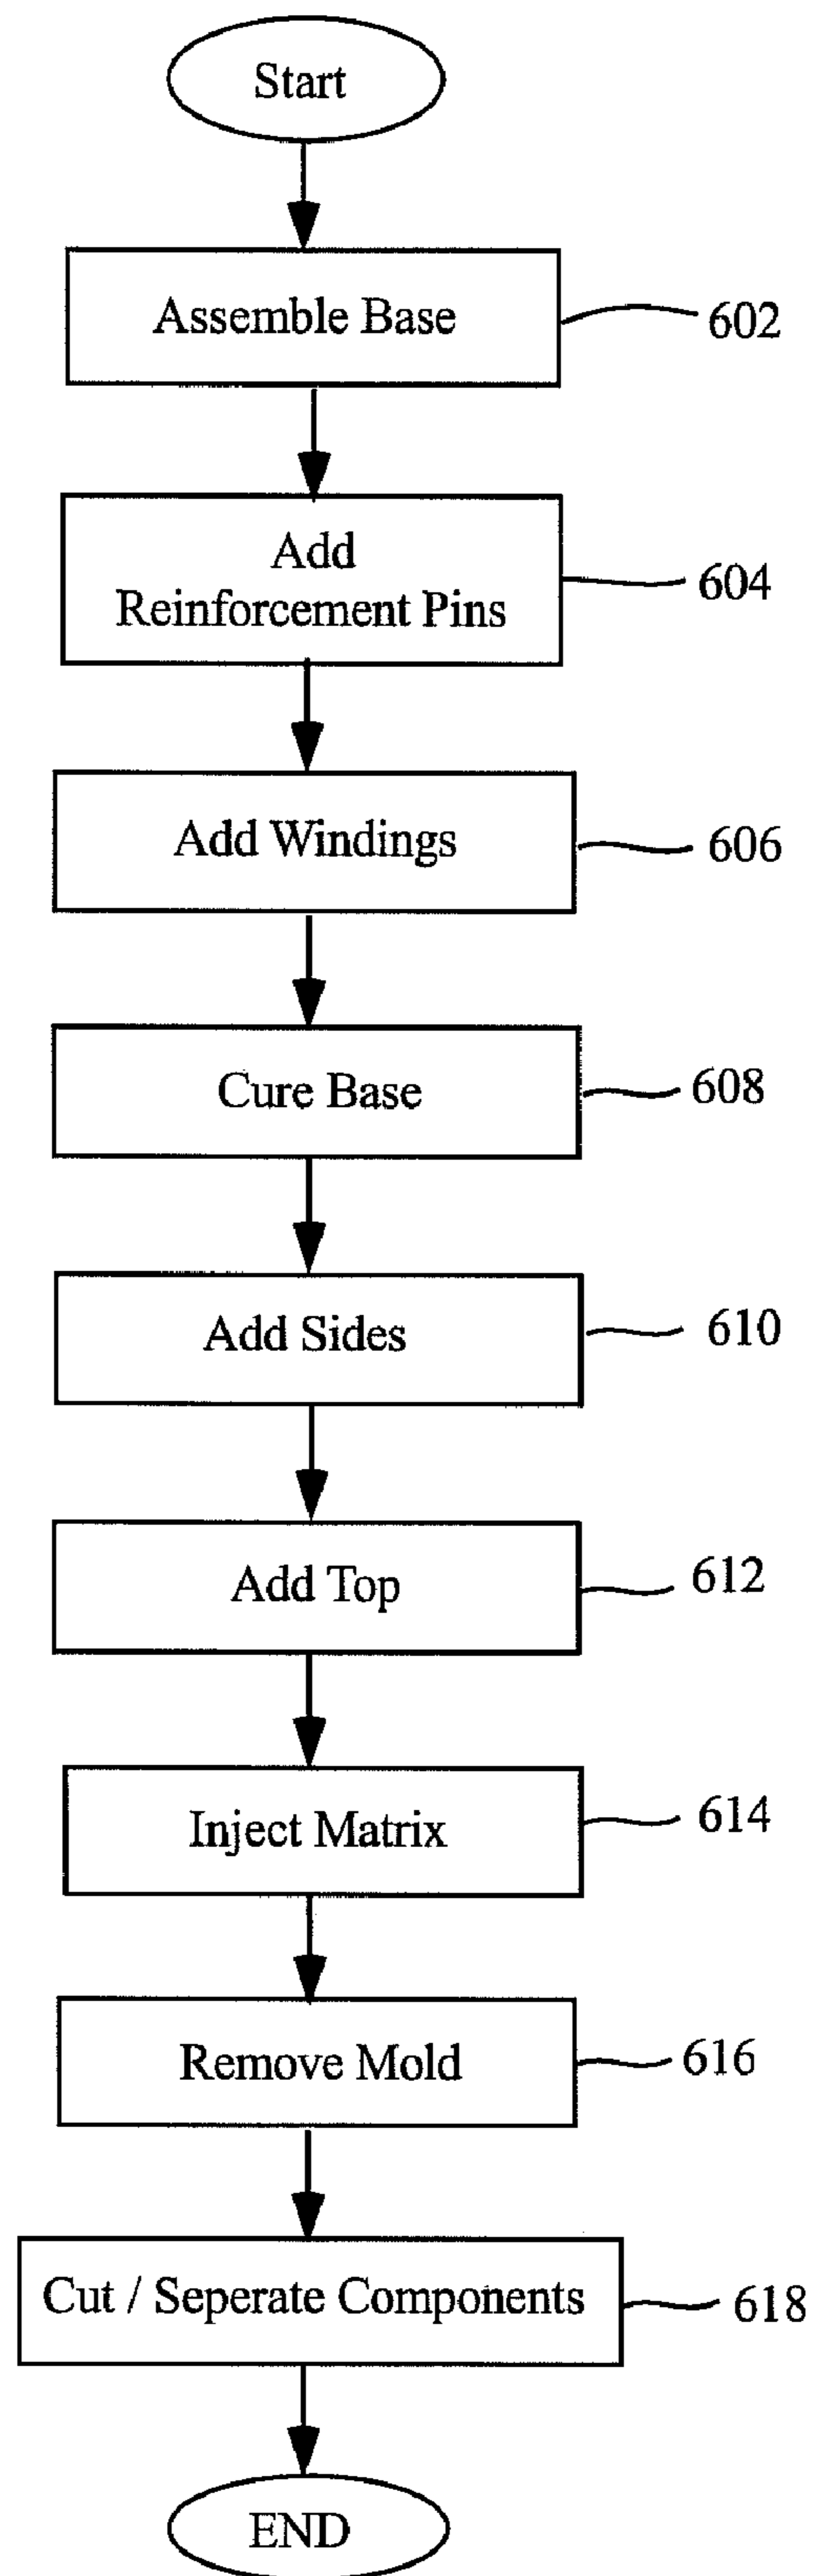 Start
Assemble Base
602
Add
Reinforcement Pins
604
Add Windings
606
Cure Base
608
Add Sides
610
Add Top
612
Inject Matrix
614
Remove Mold
616
Cut / Seperate Components
618
END